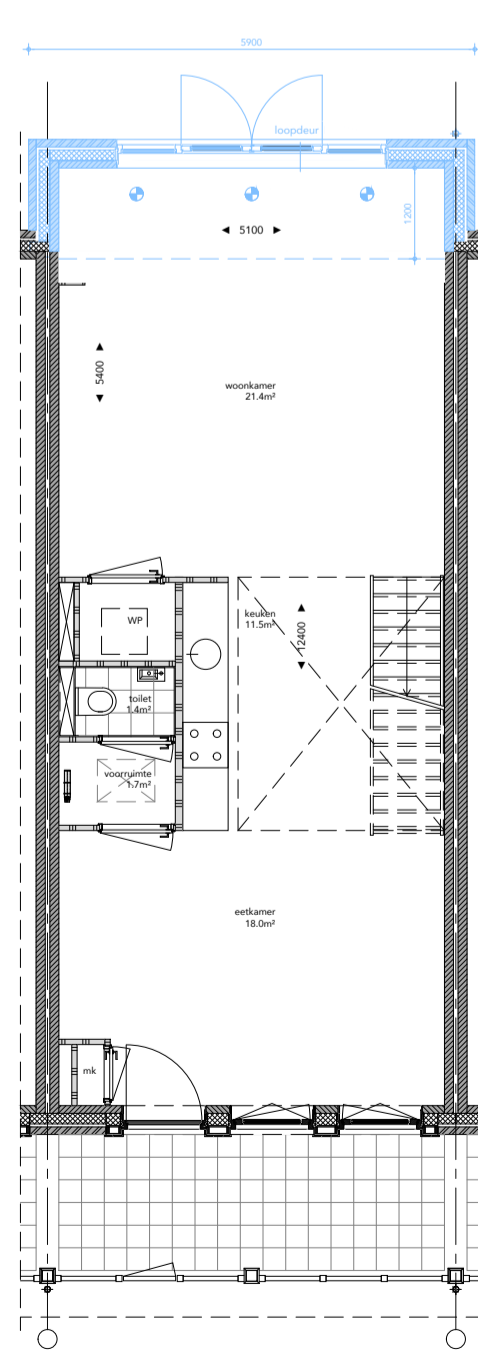 5900
loopdeur
5100
1200
5400
woonkamer
21.4m²
keuken
11.5m²
12400
WP
toilet
1.4m²
voorruimte
1.7m²
eetkamer
18.0m²
mk